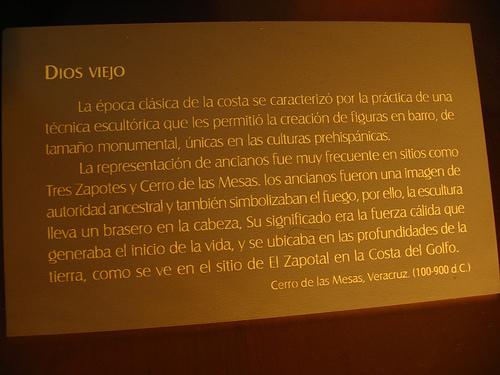 DIOS VIEJO
La época clásica de la costa se caracterizó por la práctica de una
técnica escultórica que les permitió la creación de figuras en barro, de
tamaño monumental, únicas en las culturas prehispánicas.
La representación de ancianos fue muy frecuente en sitios como
Tres Zapotes y Cerro de las Mesas. los ancianos fueron una imagen de
autoridad ancestral y también simbolizaban el fuego, por ello, la escultura
lleva un brasero en la cabeza, Su significado era la fuerza cálida que
generaba el inicio de la vida, y se ubicaba en las profundidades de la
tierra, como se ve en el sitio de El Zapotal en la Costa del Golfo.
Cerro de las Mesas, Veracruz. (100-900 d.C.)